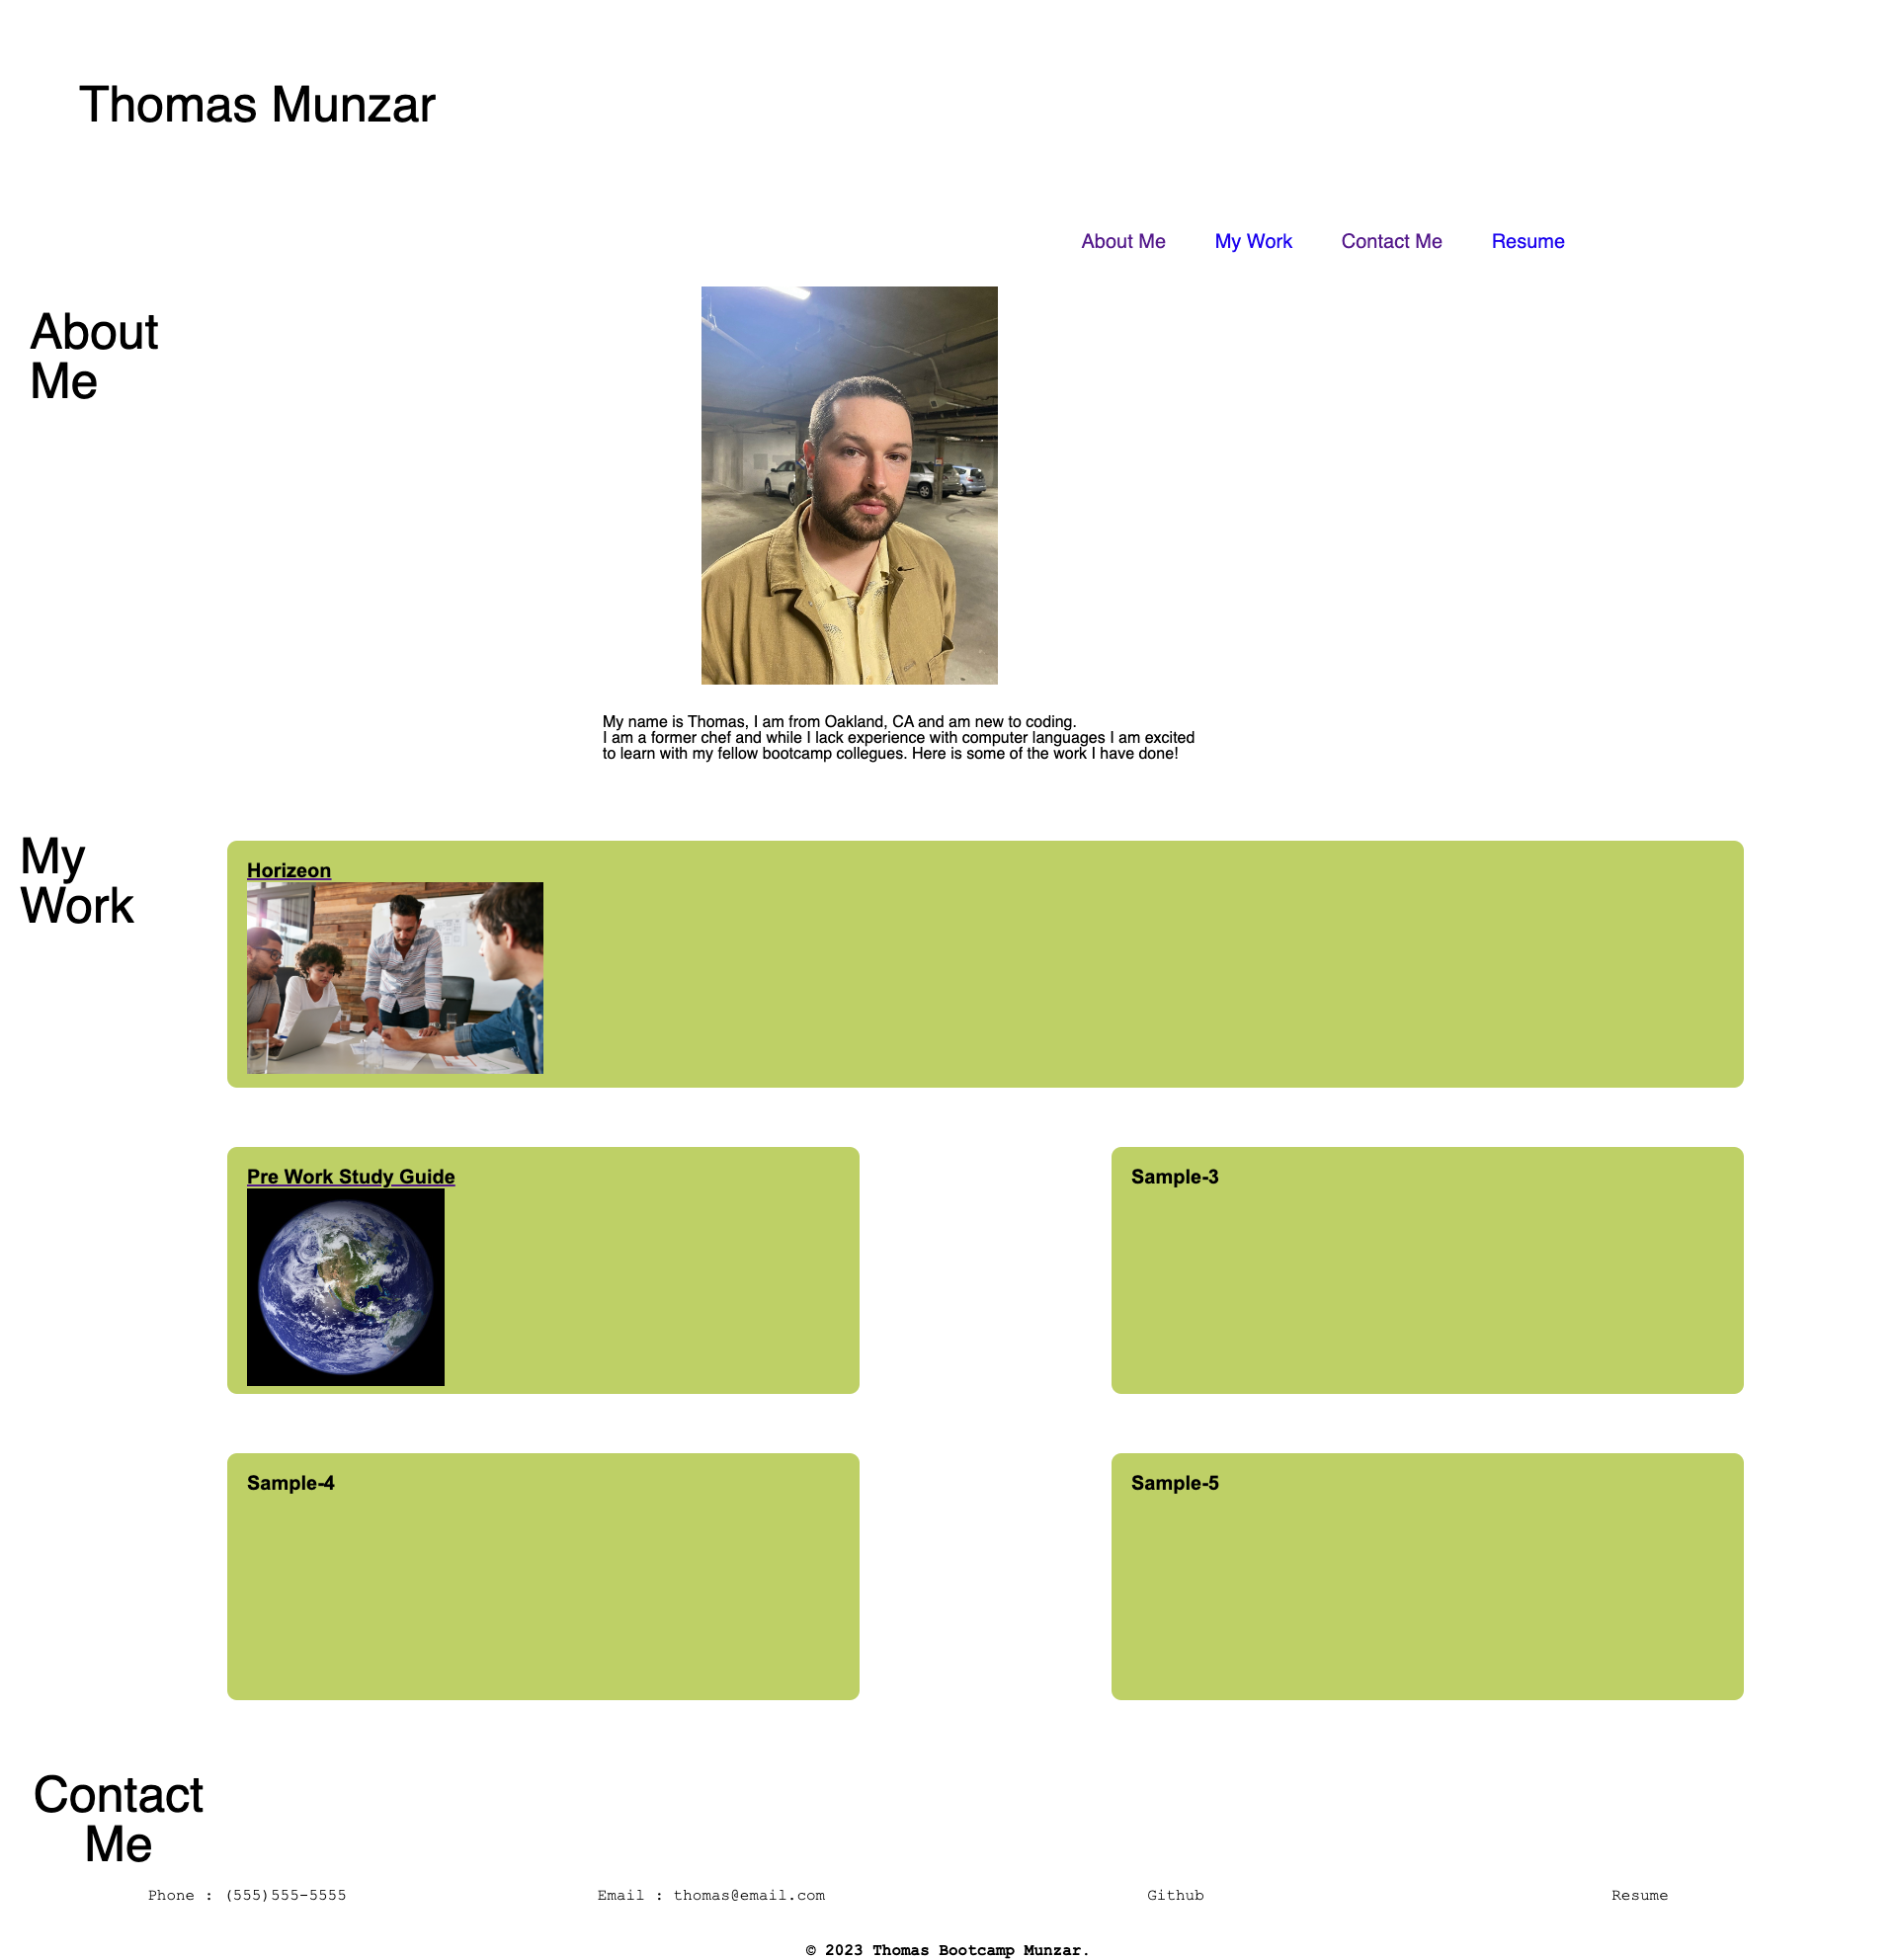 Thomas Munzar
About Me My Work Contact Me Resume
About
Me
My name is Thomas, I am from Oakland, CA and am new to coding.
I am a former chef and while I lack experience with computer languages I am excited
to learn with my fellow bootcamp collegues. Here is some of the work I have done!
My
Work
Horizeon
Pre Work Study Guide
Sample-3
Sample-4
Sample-5
Contact
Me
Phone : (555)555-5555
Email : thomas@email.com
Github
Resume
© 2023 Thomas Bootcamp Munzar.